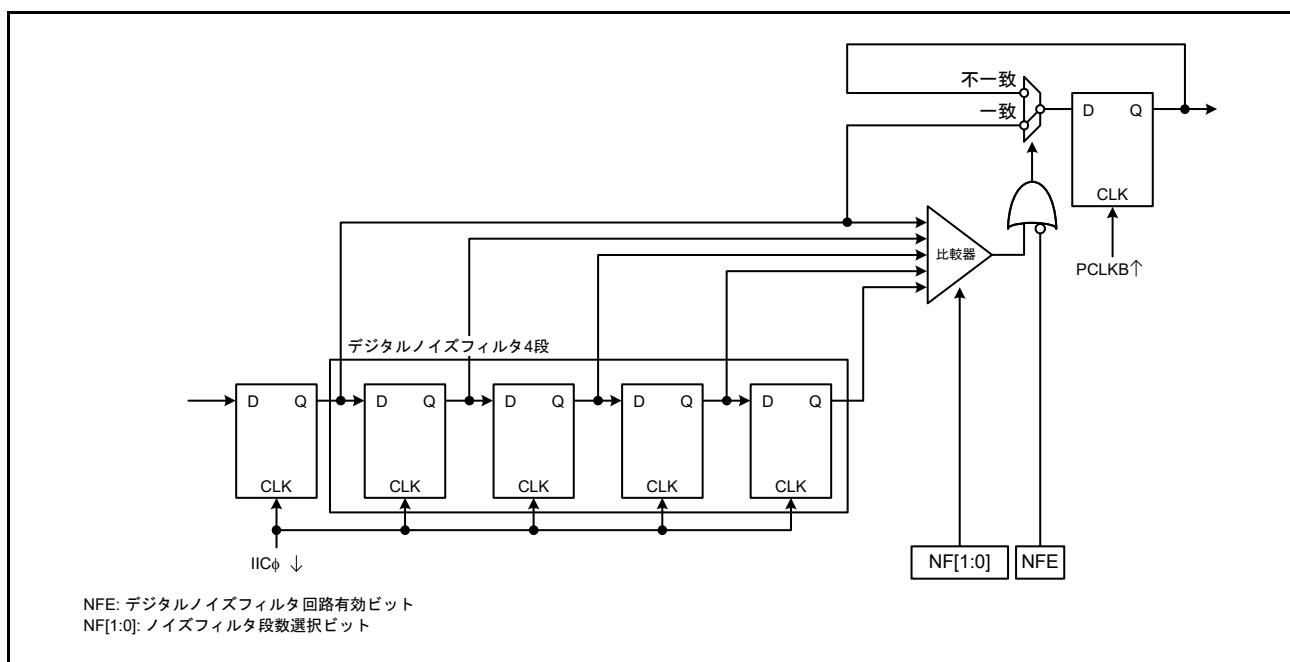 不一致
一致
D Q
CLK
PCLKB↑
比較器
デジタルノイズフィルタ4段
D Q
D Q
D Q
D Q
D Q
CLK
CLK
CLK
CLK
CLK
IICφ ↓
NF[1:0]
NFE
NFE: デジタルノイズフィルタ回路有効ビット
NF[1:0]: ノイズフィルタ段数選択ビット